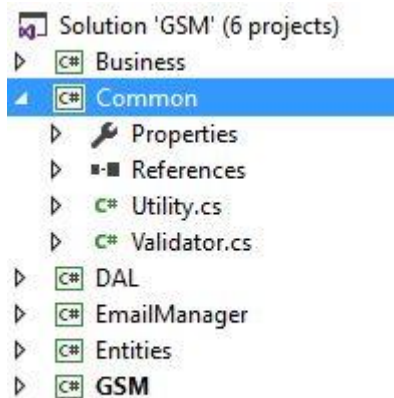 Solution 'GSM' (6 projects)
C# Business
C# Common
Properties
References
C# Utility.cs
C# Validator.cs
C# DAL
C# EmailManager
C# Entities
C# GSM